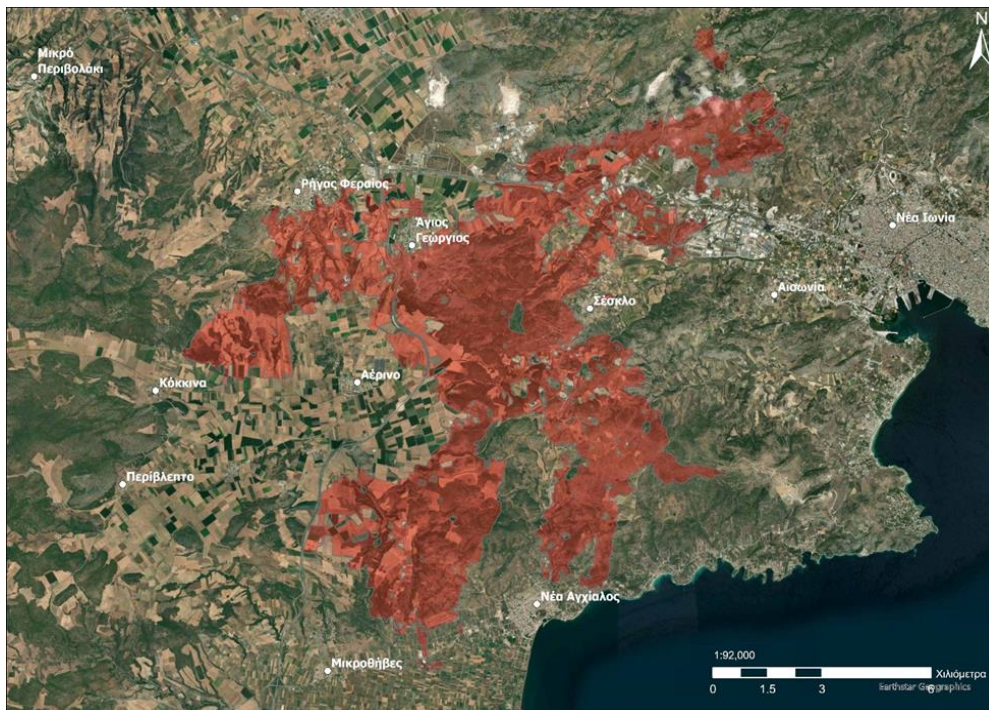 N
Μικρό
Περιβολάκι
Ρήγας Φεραίος
Άγιος
Γεώργιος
Νέα Ιωνία
Αισωνία
Σέσκλο
Αέρινο
Κόκκινα
Περίβλεπτο
Νέα Αγχίαλος
Μικροθήβες
1:92,000
Χιλιόμετρα
0 1.5 3 6
Earthstar Geographics